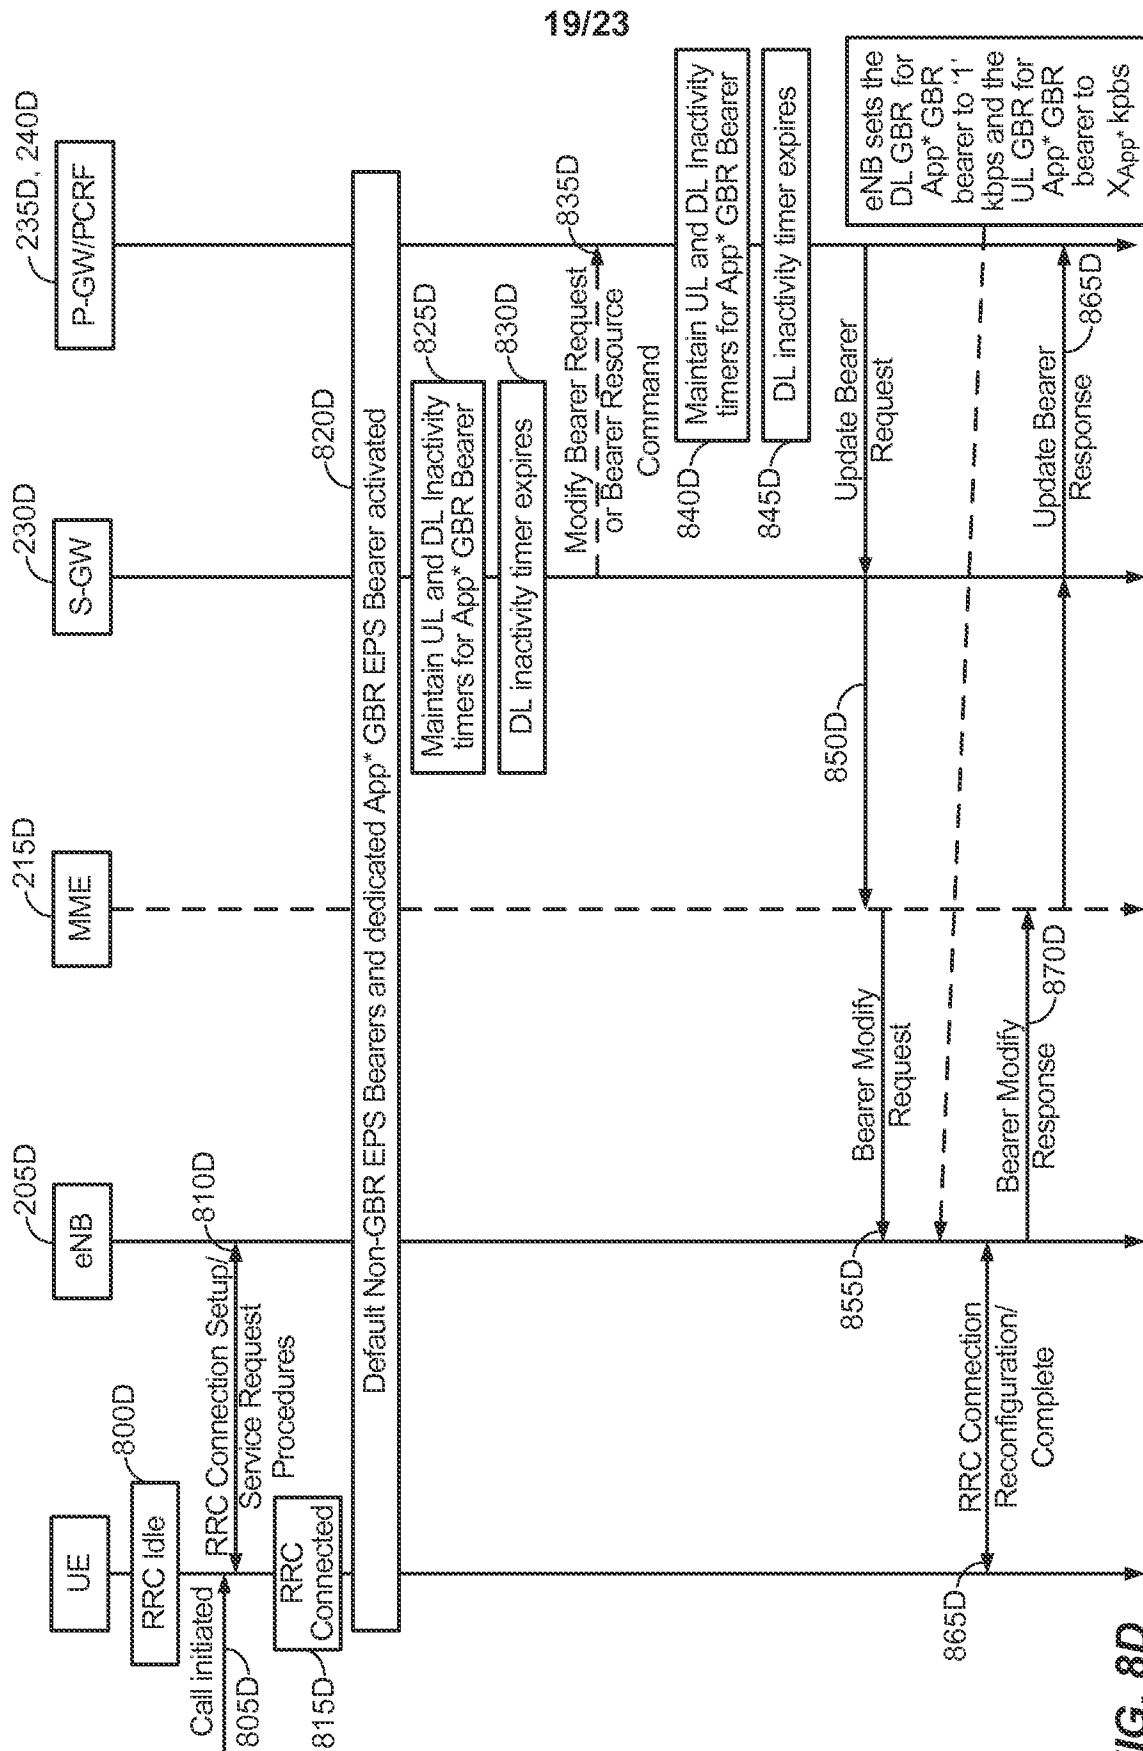 19/23
UE
205D
eNB
215D
MME
230D
S-GW
235D, 240D
P-GW/PCRF
RRC Idle
800D
Call initiated
805D
RRC Connection Setup/
Service Request
Procedures
810D
RRC
Connected
815D
820D
Default Non-GBR EPS Bearers and dedicated App* GBR EPS Bearer activated
825D
Maintain UL and DL Inactivity
timers for App* GBR Bearer
830D
DL inactivity timer expires
Modify Bearer Request
or Bearer Resource
Command
835D
840D
Maintain UL and DL Inactivity
timers for App* GBR Bearer
845D
DL inactivity timer expires
Update Bearer
Request
850D
Bearer Modify
Request
855D
eNB sets the
DL GBR for
App* GBR
bearer to '1'
kbps and the
UL GBR for
App* GBR
bearer to
XApp* kpbs
RRC Connection
Reconfiguration/
Complete
865D
Bearer Modify
Response
870D
Update Bearer
Response
865D
FIG. 8D